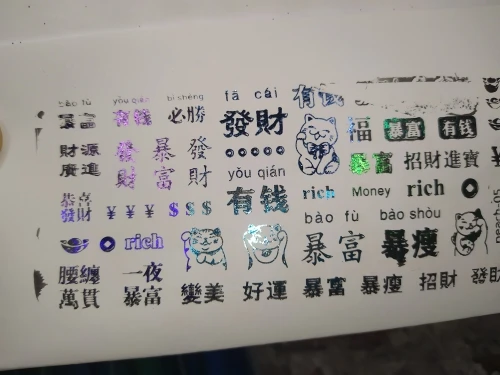 bào fù yǒu qián bì shèng fā cái 有钱
暴富 有钱 必勝 發財 福 暴富 有钱
財源廣進 發財 暴富 發財 yǒu qián 暴富 招財進寶
恭喜發財 ¥ ¥ ¥ $ $ $ 有钱 rich Money rich
rich bào fù bào shòu
暴富 暴瘦
腰纏萬貫 一夜暴富 變美 好運 暴富 暴瘦 招財 發財